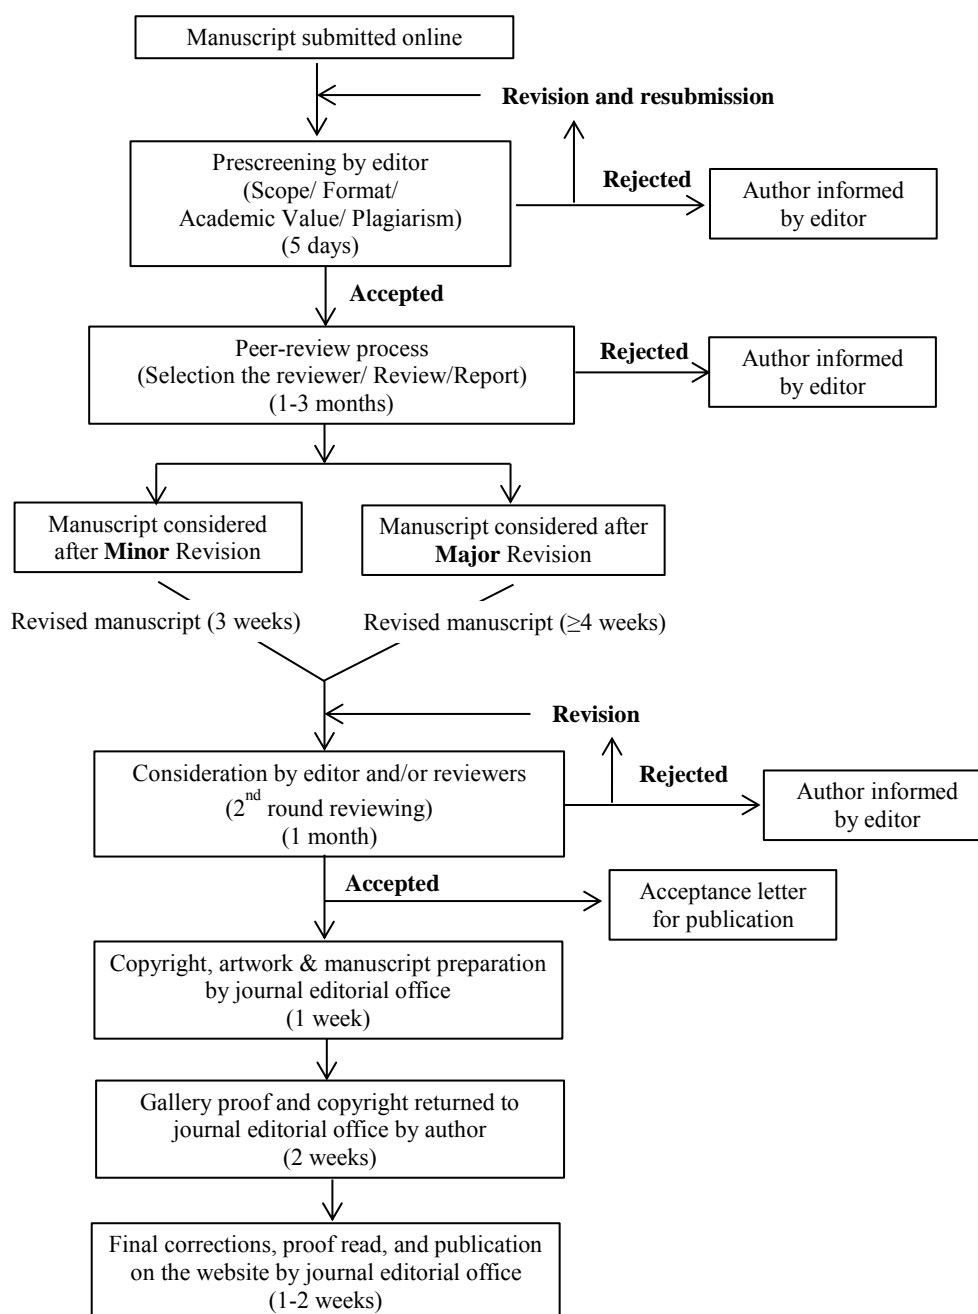 Manuscript submitted online
Revision and resubmission
Prescreening by editor
(Scope/ Format/
Academic Value/ Plagiarism)
(5 days)
Rejected
Author informed
by editor
Accepted
Peer-review process
(Selection the reviewer/ Review/Report)
(1-3 months)
Rejected
Author informed
by editor
Manuscript considered
after Minor Revision
Manuscript considered after
Major Revision
Revised manuscript (3 weeks)
Revised manuscript (≥4 weeks)
Revision
Consideration by editor and/or reviewers
(2nd round reviewing)
(1 month)
Rejected
Author informed
by editor
Accepted
Acceptance letter
for publication
Copyright, artwork & manuscript preparation
by journal editorial office
(1 week)
Gallery proof and copyright returned to
journal editorial office by author
(2 weeks)
Final corrections, proof read, and publication
on the website by journal editorial office
(1-2 weeks)